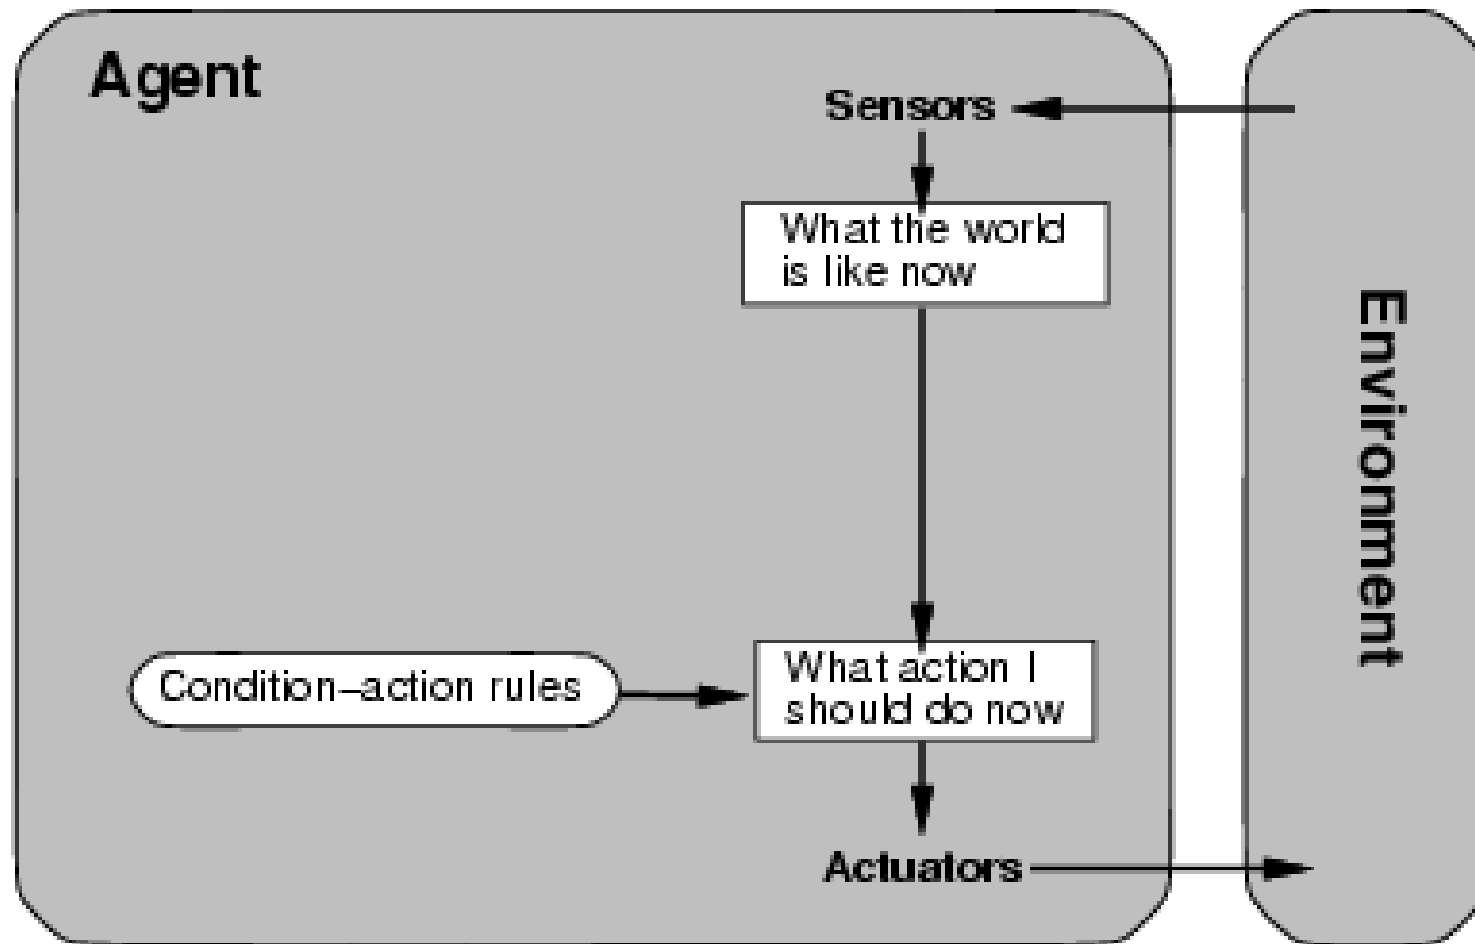 Agent
Sensors
What the world
is like now
Environment
Condition–action rules
What action I
should do now
Actuators